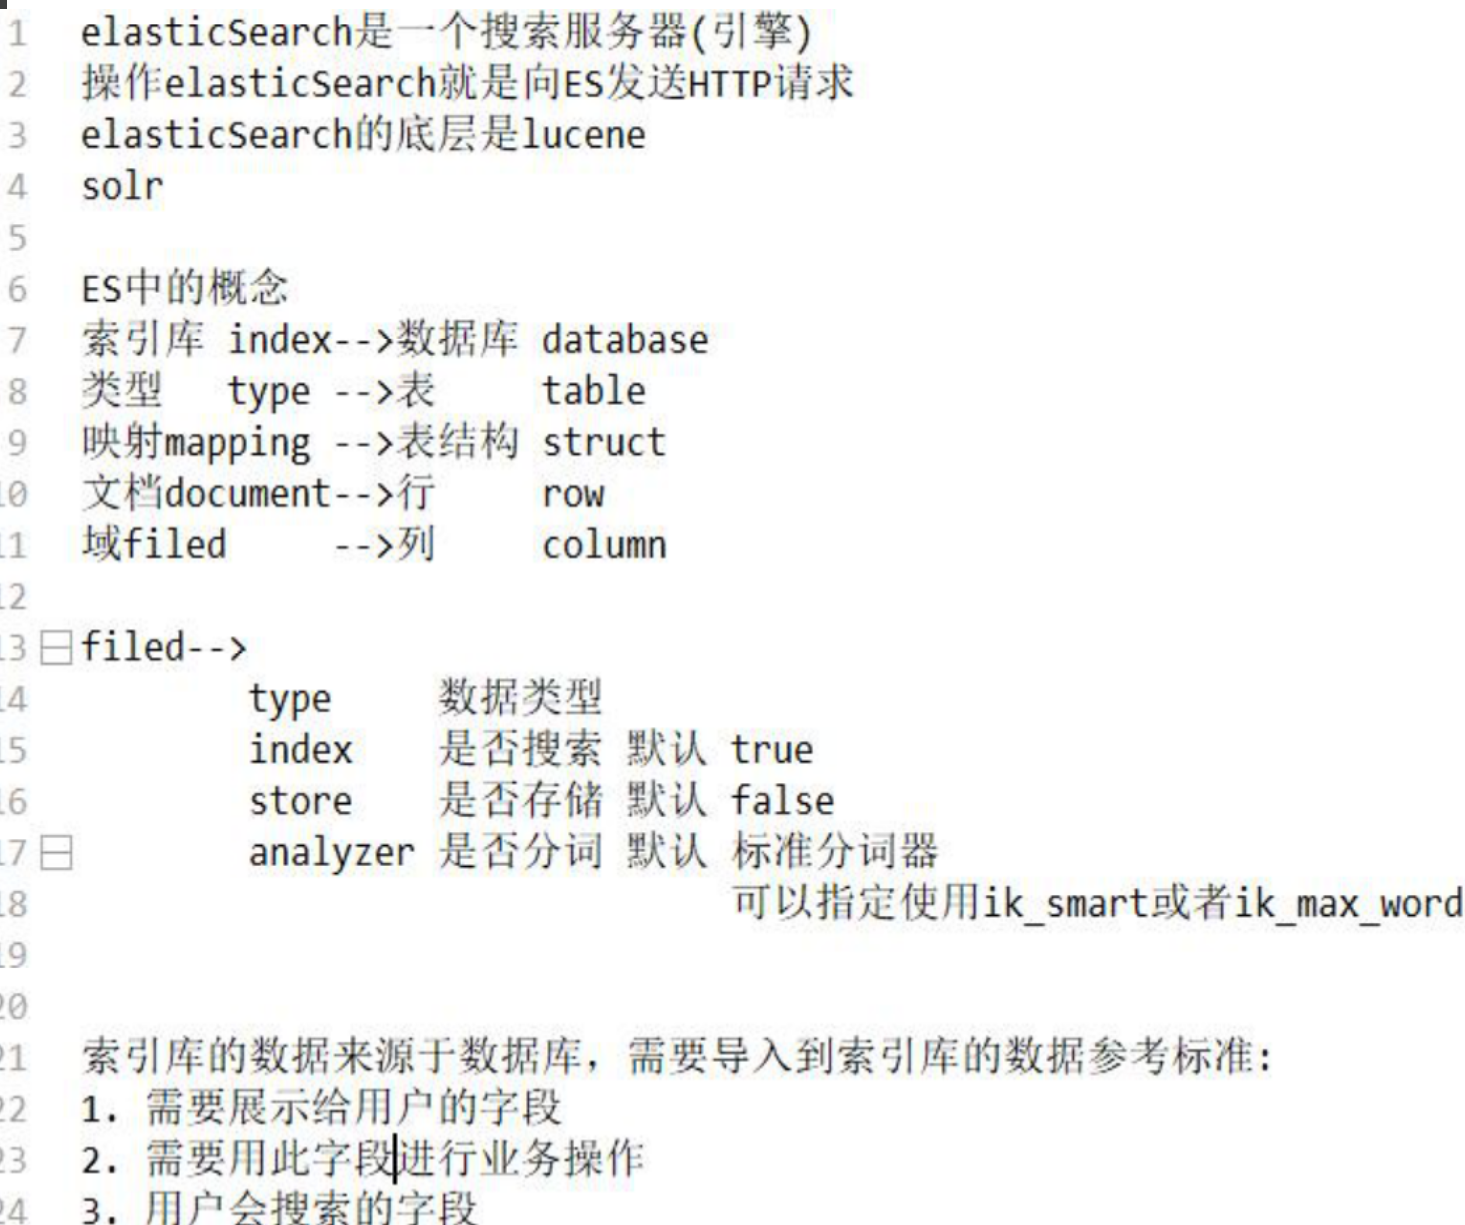 1 elasticSearch是一个搜索服务器(引擎)
2 操作elasticSearch就是向ES发送HTTP请求
3 elasticSearch的底层是lucene
4 solr
5
6 ES中的概念
7 索引库 index-->数据库 database
8 类型 type -->表 table
9 映射mapping -->表结构 struct
10 文档document-->行 row
11 域filed -->列 column
12
13 filed-->
14 type 数据类型
15 index 是否搜索 默认 true
16 store 是否存储 默认 false
17 analyzer 是否分词 默认 标准分词器
18 可以指定使用ik_smart或者ik_max_word
19
20
21 索引库的数据来源于数据库，需要导入到索引库的数据参考标准:
22 1. 需要展示给用户的字段
23 2. 需要用此字段进行业务操作
24 3. 用户会搜索的字段